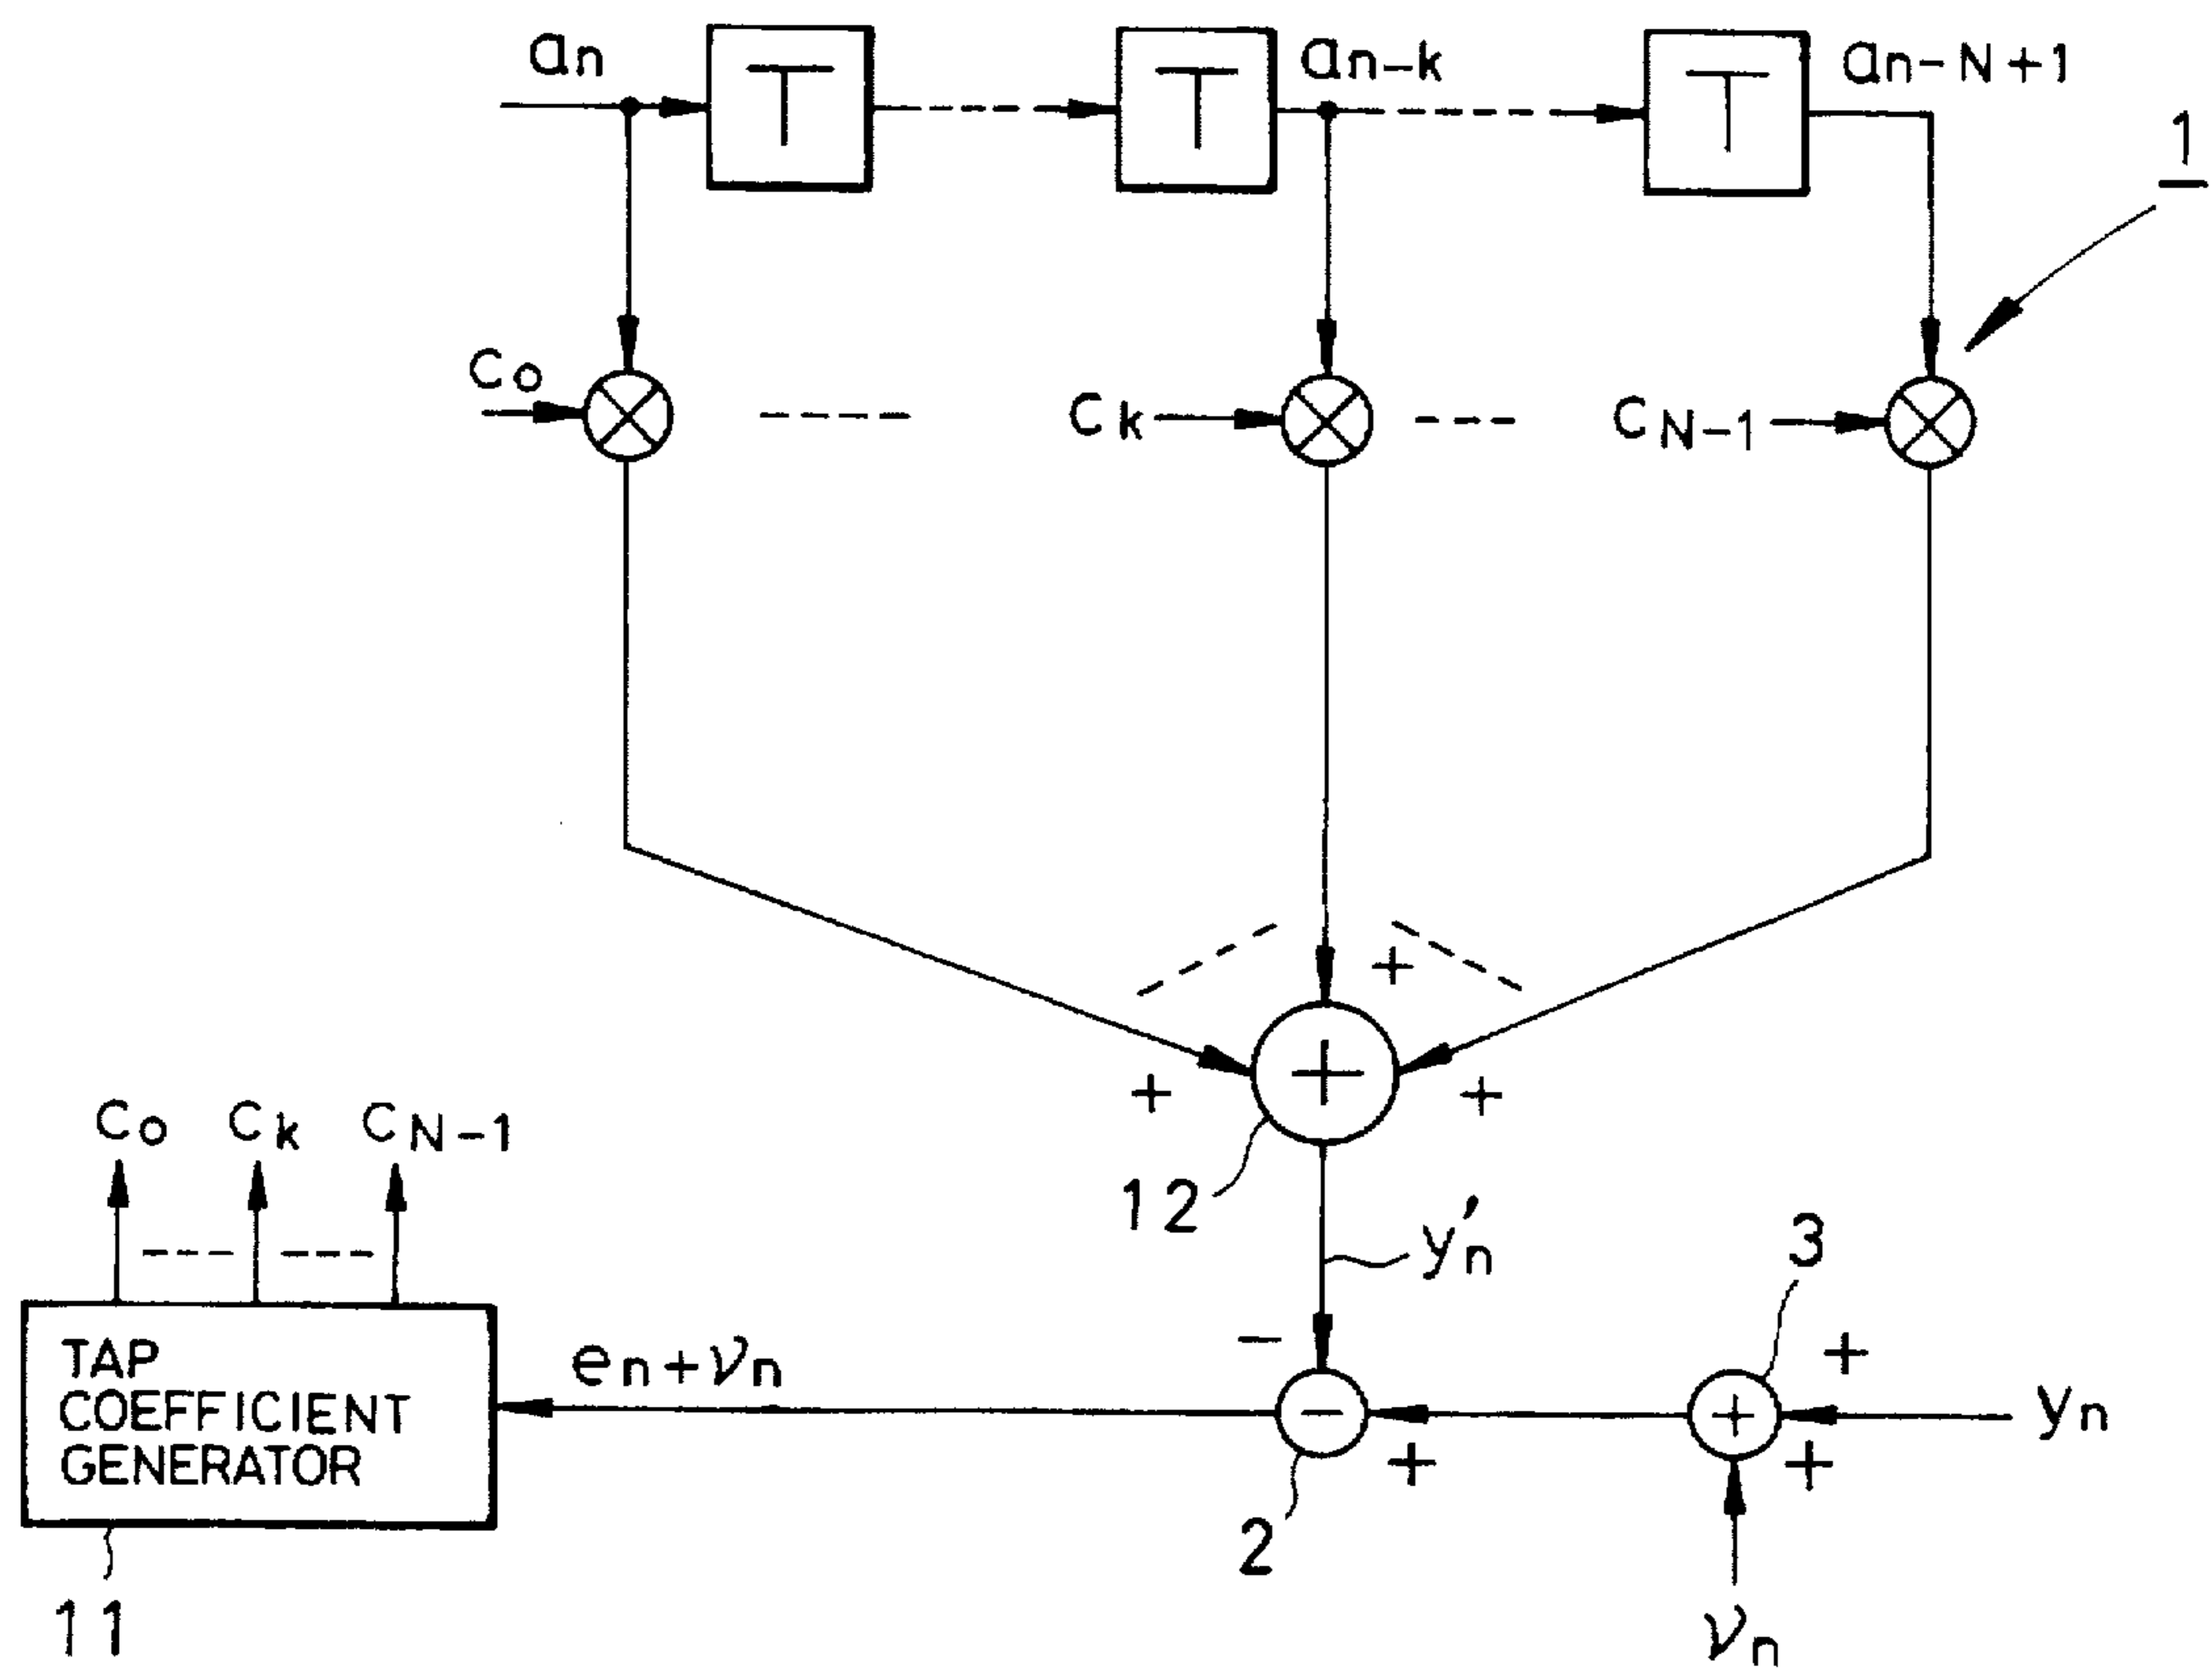 an T T an-k T an-N+1
1
Co Ck CN-1
+
+ +
12
Co Ck CN-1
y'n
3
TAP
COEFFICIENT
GENERATOR
en+νn
-
+
yn
+ +
2
11
νn